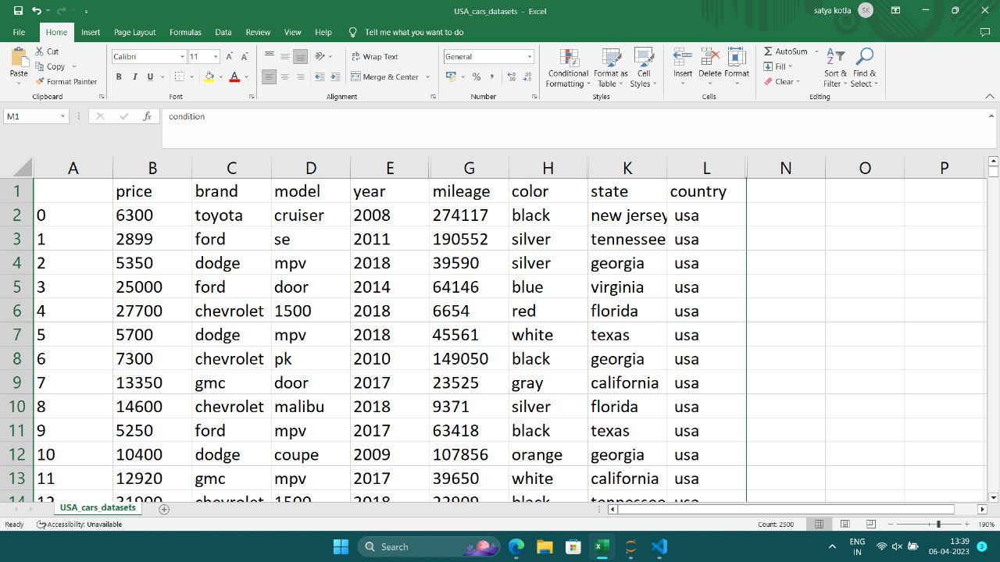 USA_cars_datasets - Excel
satya kotla SK
File Home Insert Page Layout Formulas Data Review View Help Tell me what you want to do
Paste Cut Copy Format Painter Clipboard
Calibri 11 B I U A Font
Wrap Text Merge & Center Alignment
General % , Number
Conditional Formatting Format as Table Cell Styles Styles
Insert Delete Format Cells
AutoSum Fill Clear Sort & Filter Find & Select Editing
M1 fx condition
A B C D E G H K L N O P
1 price brand model year mileage color state country
2 0 6300 toyota cruiser 2008 274117 black new jersey usa
3 1 2899 ford se 2011 190552 silver tennessee usa
4 2 5350 dodge mpv 2018 39590 silver georgia usa
5 3 25000 ford door 2014 64146 blue virginia usa
6 4 27700 chevrolet 1500 2018 6654 red florida usa
7 5 5700 dodge mpv 2018 45561 white texas usa
8 6 7300 chevrolet pk 2010 149050 black georgia usa
9 7 13350 gmc door 2017 23525 gray california usa
10 8 14600 chevrolet malibu 2018 9371 silver florida usa
11 9 5250 ford mpv 2017 63418 black texas usa
12 10 10400 dodge coupe 2009 107856 orange georgia usa
13 11 12920 gmc mpv 2017 39650 white california usa
14 12 chevrolet 1500 2018 black tennessee usa
USA_cars_datasets
Ready Accessibility: Unavailable Count: 2500 190%
Search
ENG
IN
13:39
06-04-2023
3